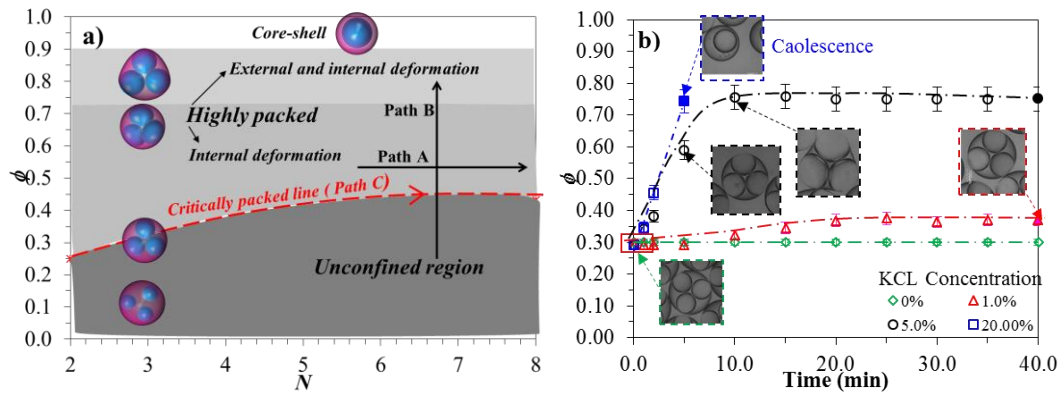 a)
Core-shell
External and internal deformation
Highly packed
Path B
Internal deformation
Path A
Critically packed line ( Path C)
Unconfined region
1.0
0.9
0.8
0.7
0.6
0.5
0.4
0.3
0.2
0.1
0.0
ϕ
2
3
4
5
6
7
8
N
b)
Caolescence
1.00
0.90
0.80
0.70
0.60
0.50
0.40
0.30
0.20
0.10
0.00
ϕ
KCL Concentration
0%
1.0%
5.0%
20.00%
0.0
10.0
20.0
30.0
40.0
Time (min)